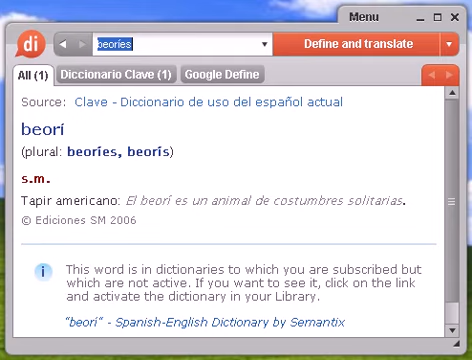 Menu
di
beoríes
Define and translate
All (1)
Diccionario Clave (1)
Google Define
Source: Clave - Diccionario de uso del español actual
beorí
(plural: beoríes, beorís)
s.m.
Tapir americano: El beorí es un animal de costumbres solitarias.
© Ediciones SM 2006
i
This word is in dictionaries to which you are subscribed but
which are not active. If you want to see it, click on the link
and activate the dictionary in your Library.
"beorí" - Spanish-English Dictionary by Semantix